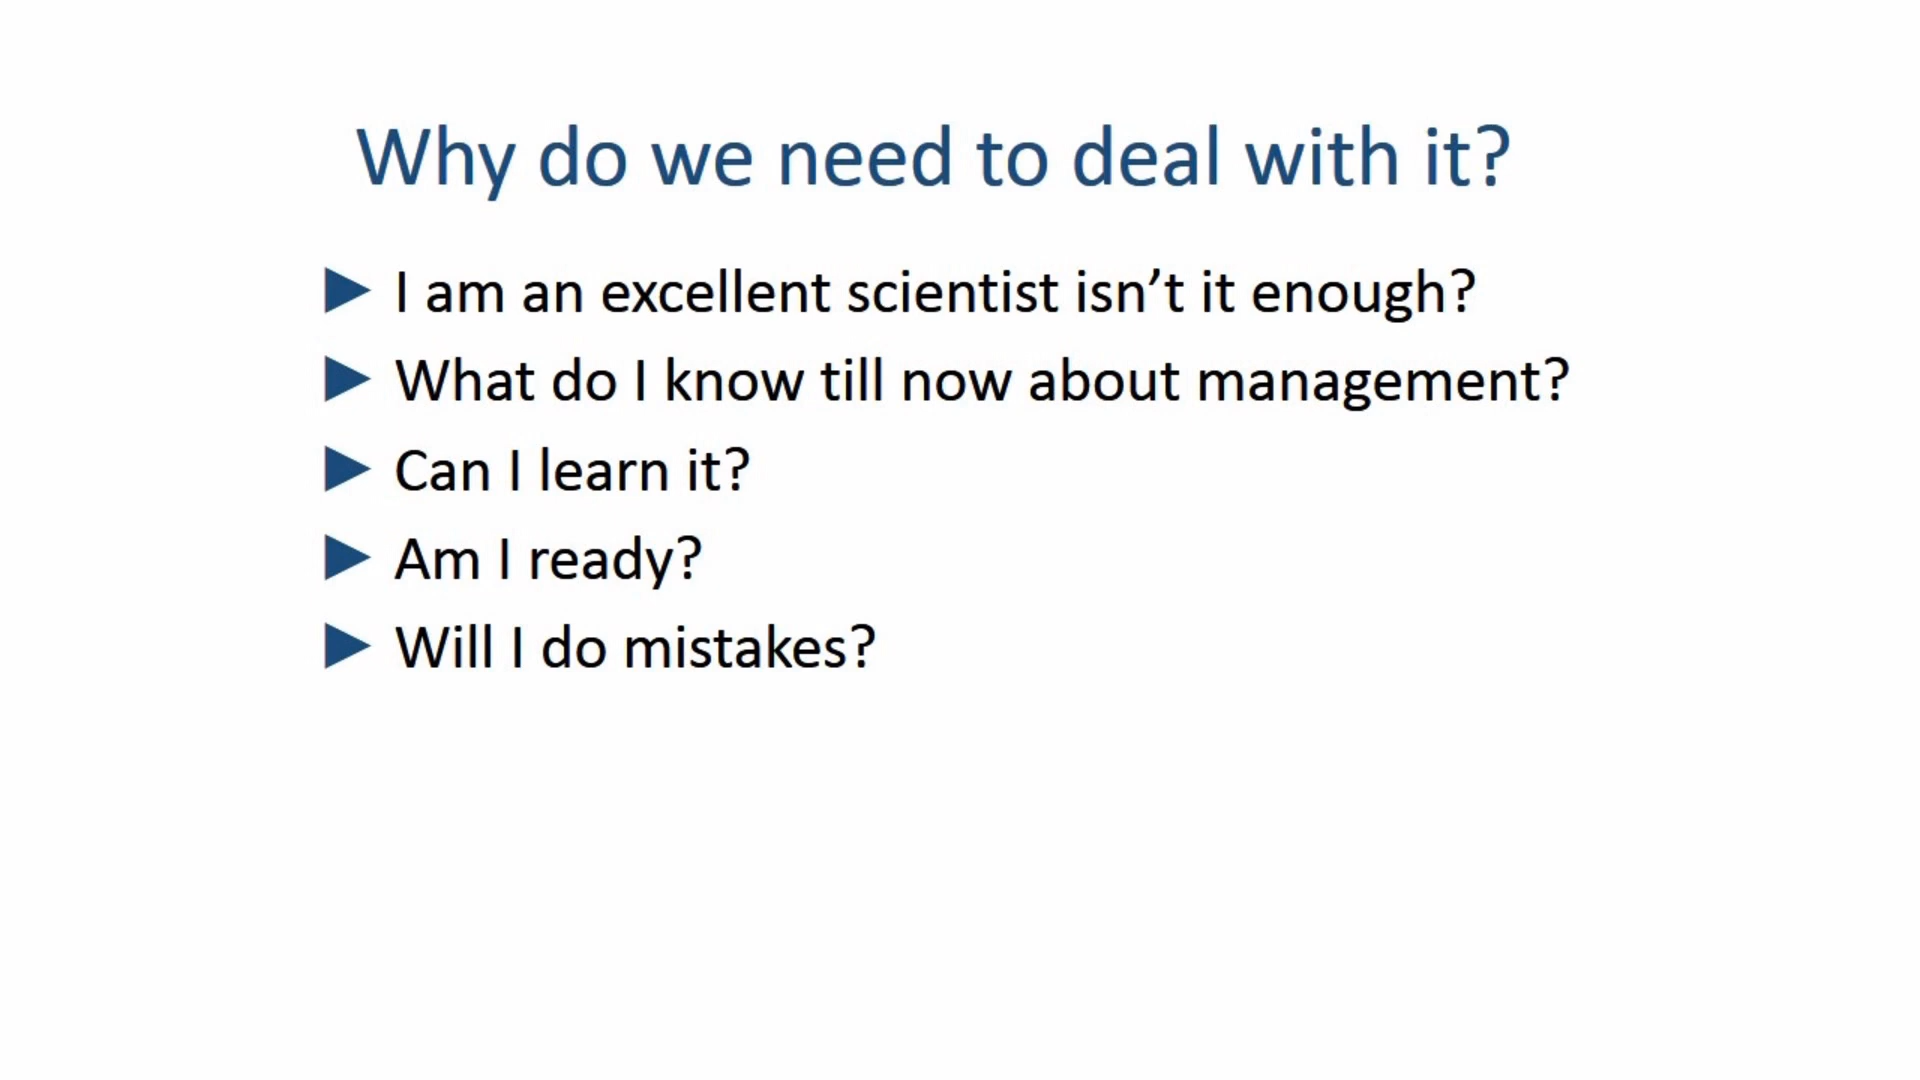 Why do we need to deal with it?
► I am an excellent scientist isn’t it enough?
► What do I know till now about management?
► Can I learn it?
► Am I ready?
► Will I do mistakes?